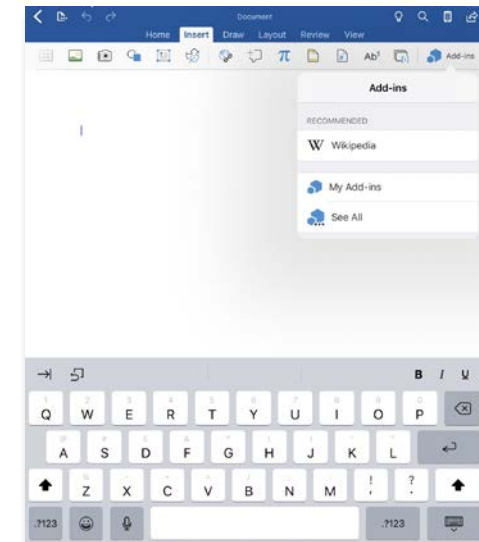 Document
Home Insert Draw Layout Review View
π Ab¹ Add-ins
Add-ins
RECOMMENDED
W Wikipedia
My Add-ins
See All
B I U
Q W E R T Y U I O P
A S D F G H J K L
Z X C V B N M ! , ? .
.?123 .?123